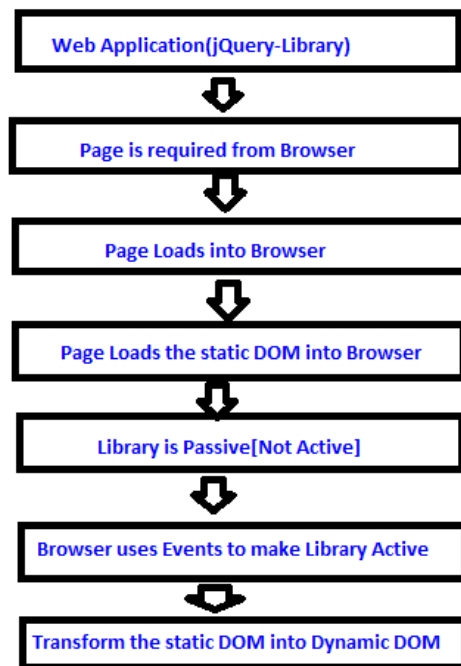 Web Application(jQuery-Library)
Page is required from Browser
Page Loads into Browser
Page Loads the static DOM into Browser
Library is Passive[Not Active]
Browser uses Events to make Library Active
Transform the static DOM into Dynamic DOM